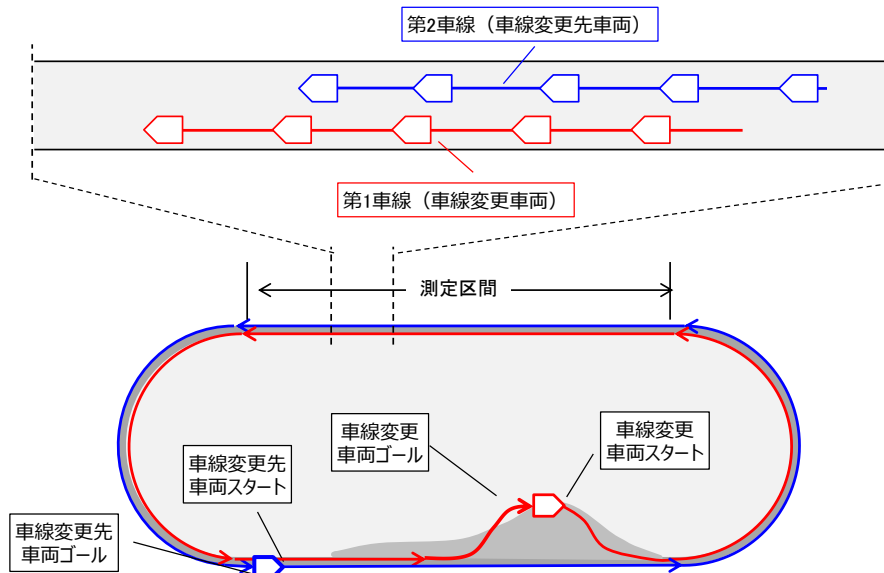 第2車線（車線変更先車両）
第1車線（車線変更車両）
測定区間
車線変更
車両ゴール
車線変更
車両スタート
車線変更先
車両スタート
車線変更先
車両ゴール